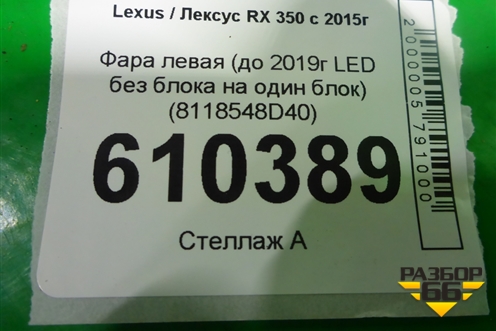 Lexus / Лексус RX 350 с 2015г
Фара левая (до 2019г LED
без блока на один блок)
(8118548D40)
610389
Стеллаж А
2000005791000
РАЗБОР
66